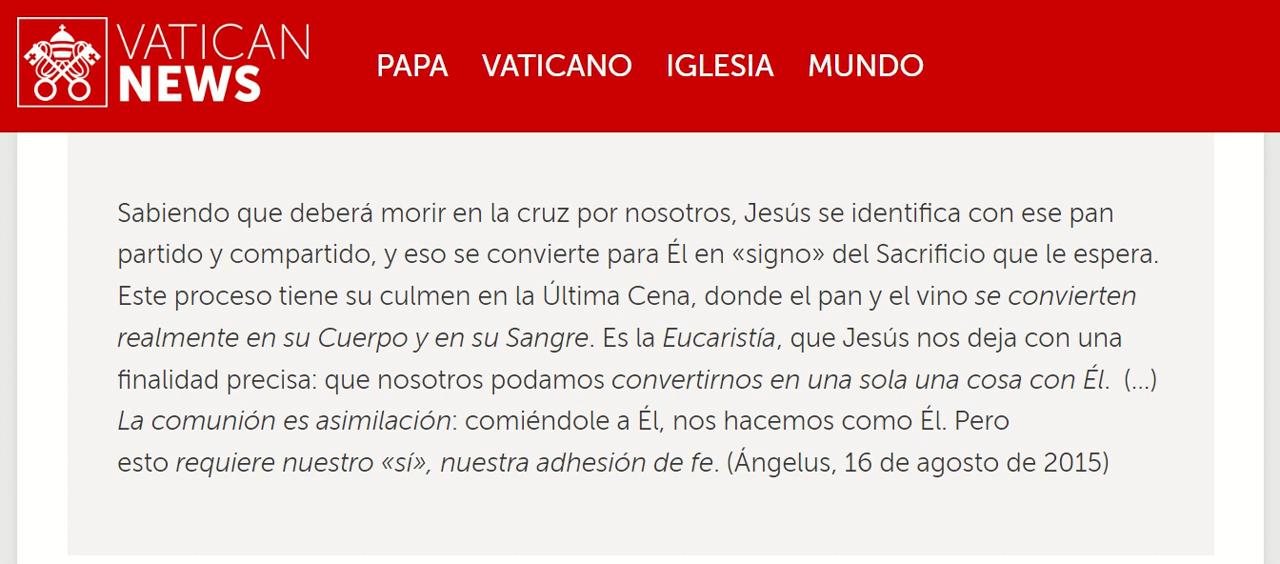 VATICAN
NEWS
PAPA VATICANO IGLESIA MUNDO
Sabiendo que deberá morir en la cruz por nosotros, Jesús se identifica con ese pan
partido y compartido, y eso se convierte para Él en «signo» del Sacrificio que le espera.
Este proceso tiene su culmen en la Última Cena, donde el pan y el vino se convierten
realmente en su Cuerpo y en su Sangre. Es la Eucaristía, que Jesús nos deja con una
finalidad precisa: que nosotros podamos convertirnos en una sola una cosa con Él.  (...)
La comunión es asimilación: comiéndole a Él, nos hacemos como Él. Pero
esto requiere nuestro «sí», nuestra adhesión de fe. (Ángelus, 16 de agosto de 2015)